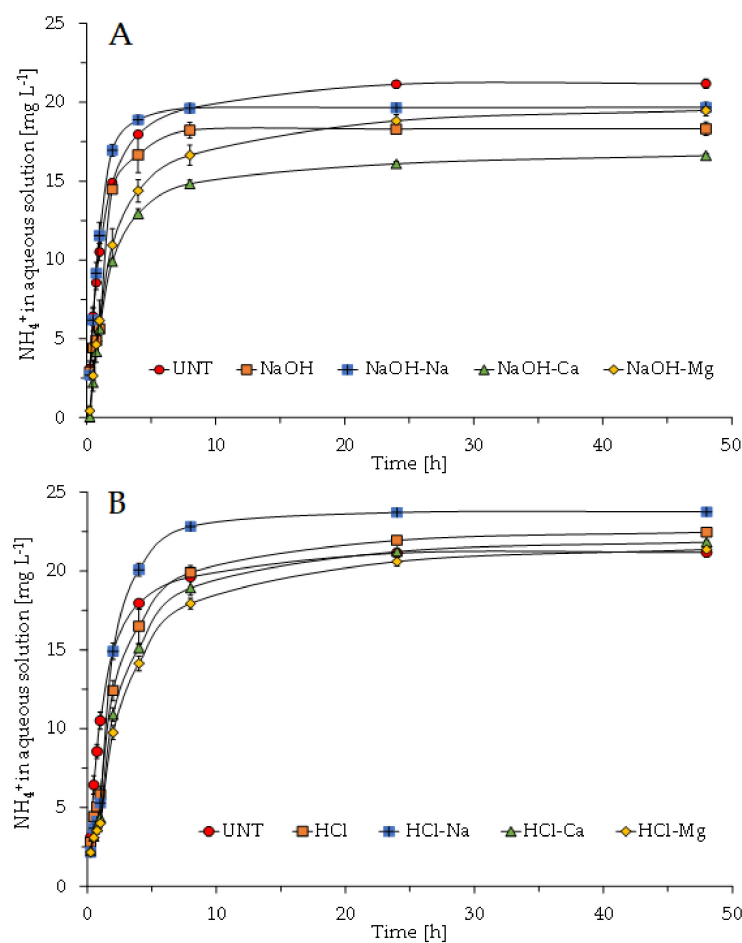 A
25
20
15
10
5
0
NH₄⁺ in aqueous solution [mg L⁻¹]
UNT NaOH NaOH-Na NaOH-Ca NaOH-Mg
0 10 20 30 40 50
Time [h]
B
25
20
15
10
5
0
NH₄⁺ in aqueous solution [mg L⁻¹]
UNT HCl HCl-Na HCl-Ca HCl-Mg
0 10 20 30 40 50
Time [h]